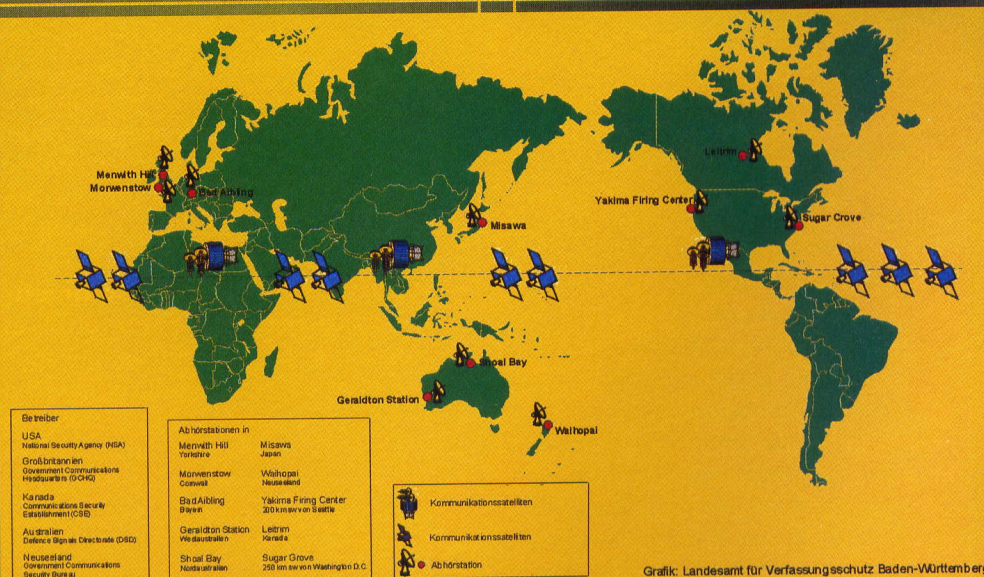 Menwith Hill
Morwenstow
Bad Aibling
Misawa
Leitrim
Yakima Firing Center
Sugar Crove
Shoal Bay
Geraldton Station
Waihopai
Betreiber
USA
National Security Agency (NSA)
Großbritannien
Government Communications
Headquarters (GCHQ)
Kanada
Communications Security
Establishment (CSE)
Australien
Defence Signals Directorate (DSD)
Neuseeland
Government Communications
Security Bureau
Abhörstationen in
Menwith Hill
Yorkshire
Misawa
Japan
Morwenstow
Cornwall
Waihopai
Neuseeland
Bad Aibling
Bayern
Yakima Firing Center
200 km sw von Seattle
Geraldton Station
Westaustralien
Leitrim
Kanada
Shoal Bay
Nordaustralien
Sugar Grove
250 km sw von Washington D.C.
Kommunikationssatelliten
Kommunikationssatelliten
Abhörstation
Grafik: Landesamt für Verfassungsschutz Baden-Württemberg